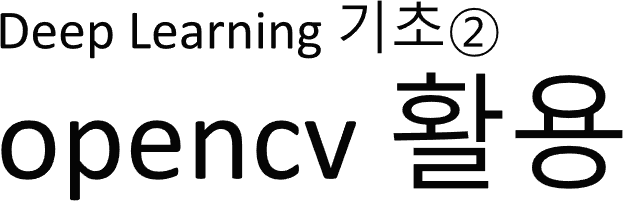 Deep Learning 기초②
opencv 활용